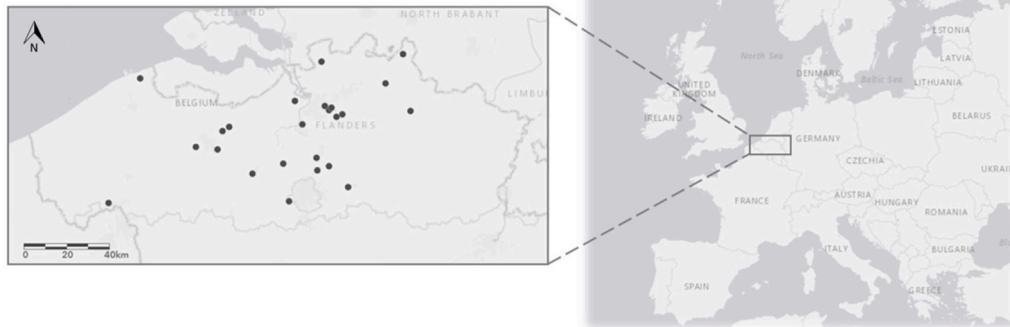 ZEELAND
NORTH BRABANT
N
BELGIUM
FLANDERS
LIMBU
0 20 40km
ESTONIA
North Sea
LATVIA
DENMARK
Baltic Sea
LITHUANIA
UNITED
KINGDOM
BELARUS
IRELAND
GERMANY
CZECHIA
UKRAI
AUSTRIA
FRANCE
HUNGARY
ROMANIA
ITALY
BULGARIA
Bl
SPAIN
GREECE